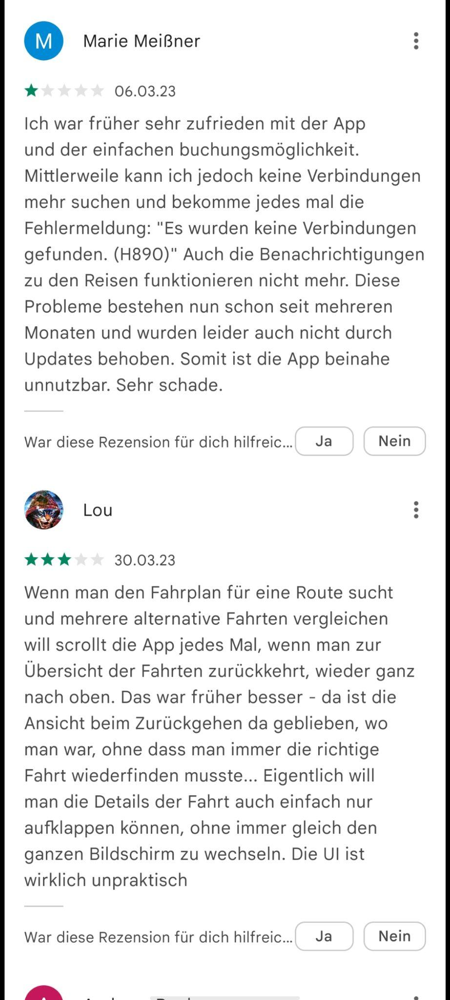 M
Marie Meißner
06.03.23
Ich war früher sehr zufrieden mit der App
und der einfachen buchungsmöglichkeit.
Mittlerweile kann ich jedoch keine Verbindungen
mehr suchen und bekomme jedes mal die
Fehlermeldung: "Es wurden keine Verbindungen
gefunden. (H890)" Auch die Benachrichtigungen
zu den Reisen funktionieren nicht mehr. Diese
Probleme bestehen nun schon seit mehreren
Monaten und wurden leider auch nicht durch
Updates behoben. Somit ist die App beinahe
unnutzbar. Sehr schade.
War diese Rezension für dich hilfreic... Ja Nein
Lou
30.03.23
Wenn man den Fahrplan für eine Route sucht
und mehrere alternative Fahrten vergleichen
will scrollt die App jedes Mal, wenn man zur
Übersicht der Fahrten zurückkehrt, wieder ganz
nach oben. Das war früher besser - da ist die
Ansicht beim Zurückgehen da geblieben, wo
man war, ohne dass man immer die richtige
Fahrt wiederfinden musste... Eigentlich will
man die Details der Fahrt auch einfach nur
aufklappen können, ohne immer gleich den
ganzen Bildschirm zu wechseln. Die UI ist
wirklich unpraktisch
War diese Rezension für dich hilfreic... Ja Nein